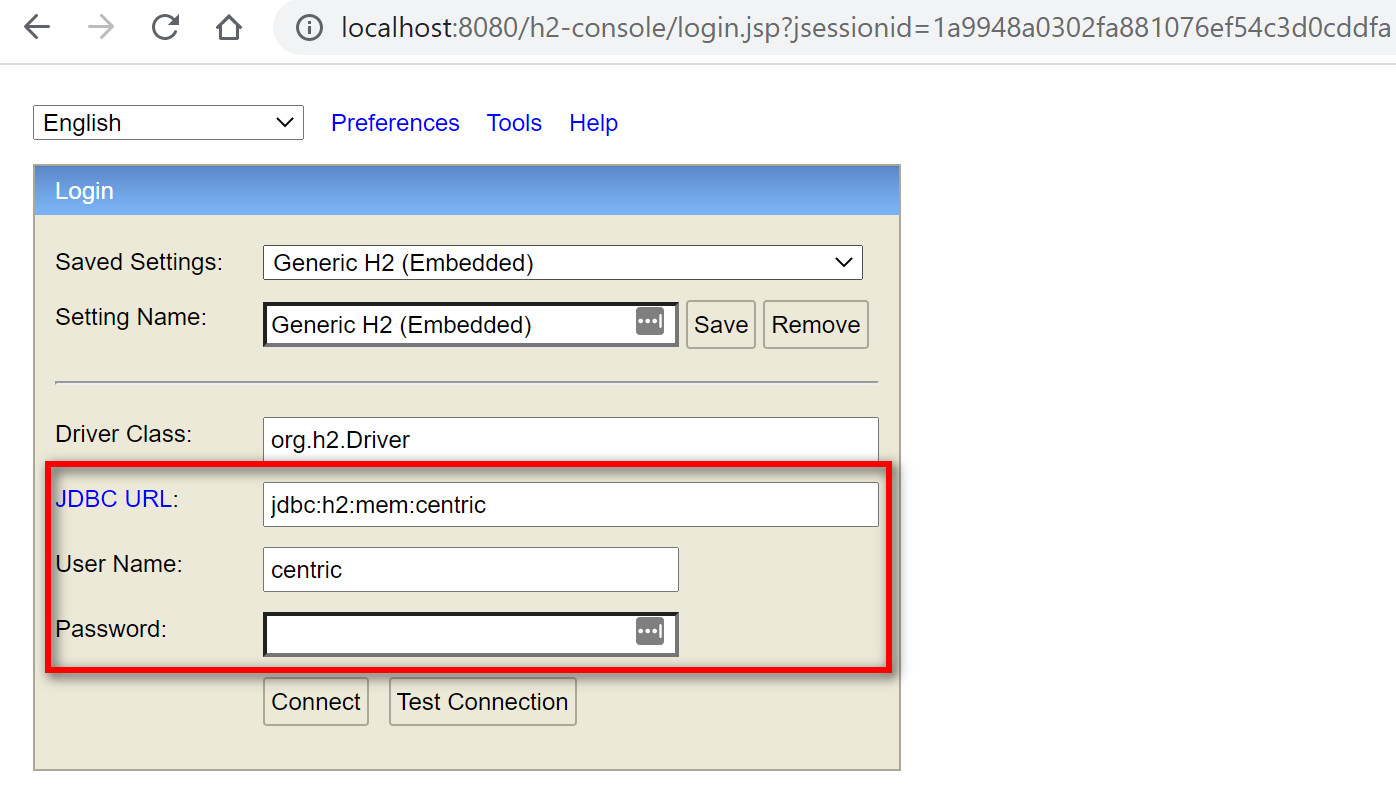 localhost:8080/h2-console/login.jsp?jsessionid=1a9948a0302fa881076ef54c3d0cddfa
English Preferences Tools Help
Login
Saved Settings: Generic H2 (Embedded)
Setting Name: Generic H2 (Embedded) Save Remove
Driver Class: org.h2.Driver
JDBC URL: jdbc:h2:mem:centric
User Name: centric
Password:
Connect Test Connection